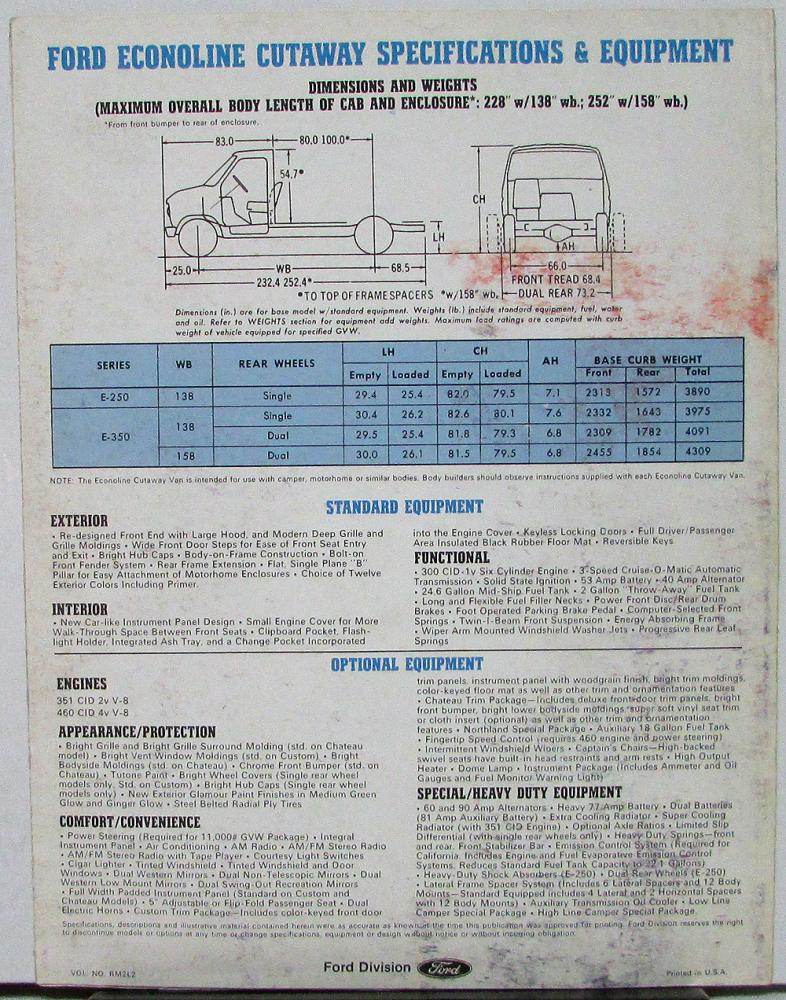 FORD ECONOLINE CUTAWAY SPECIFICATIONS & EQUIPMENT
DIMENSIONS AND WEIGHTS
(MAXIMUM OVERALL BODY LENGTH OF CAB AND ENCLOSURE*: 228" w/138" wb.; 252" w/158" wb.)
*From front bumper to rear of enclosure.
83.0
80.0 100.0*
54.7•
CH
LH
AH
25.0
WB
68.5
66.0
232.4 252.4*
FRONT TREAD 68.4
•TO TOP OF FRAME SPACERS *w/158" wb.
DUAL REAR 73.2
Dimensions (in.) are for base model w/standard equipment. Weights (lb.) include standard equipment, fuel, water
and oil. Refer to WEIGHTS section for equipment add weights. Maximum load ratings are computed with curb
weight of vehicle equipped for specified GVW.
SERIES WB REAR WHEELS LH CH AH BASE CURB WEIGHT
Empty Loaded Empty Loaded Front Rear Total
E-250 138 Single 29.4 25.4 82.0 79.5 7.1 2313 1572 3890
E-350 138 Single 30.4 26.2 82.6 80.1 7.6 2332 1643 3975
Dual 29.5 25.4 81.8 79.3 6.8 2309 1782 4091
158 Dual 30.0 26.1 81.5 79.5 6.8 2455 1854 4309
NOTE: The Econoline Cutaway Van is intended for use with camper, motorhome or similar bodies. Body builders should observe instructions supplied with each Econoline Cutaway Van.
STANDARD EQUIPMENT
EXTERIOR
• Re-designed Front End with Large Hood, and Modern Deep Grille and
Grille Moldings • Wide Front Door Steps for Ease of Front Seat Entry
and Exit • Bright Hub Caps • Body-on-Frame Construction • Bolt-on
Front Fender System • Rear Frame Extension • Flat, Single Plane "B"
Pillar for Easy Attachment of Motorhome Enclosures • Choice of Twelve
Exterior Colors Including Primer.
INTERIOR
• New Car-like Instrument Panel Design • Small Engine Cover for More
Walk-Through Space Between Front Seats • Clipboard Pocket, Flash-
light Holder, Integrated Ash Tray, and a Change Pocket Incorporated
into the Engine Cover • Keyless Locking Doors • Full Driver/Passenger
Area Insulated Black Rubber Floor Mat • Reversible Keys
FUNCTIONAL
• 300 CID-1v Six Cylinder Engine • 3-Speed Cruise-O-Matic Automatic
Transmission • Solid State Ignition • 53 Amp Battery • 40 Amp Alternator
• 24.6 Gallon Mid-Ship Fuel Tank • 2 Gallon "Throw-Away" Fuel Tank
• Long and Flexible Fuel Filler Necks • Power Front Disc/Rear Drum
Brakes • Foot Operated Parking Brake Pedal • Computer-Selected Front
Springs • Twin-I-Beam Front Suspension • Energy Absorbing Frame
• Wiper Arm Mounted Windshield Washer Jets • Progressive Rear Leaf
Springs
OPTIONAL EQUIPMENT
ENGINES
351 CID 2v V-8
460 CID 4v V-8
APPEARANCE/PROTECTION
• Bright Grille and Bright Grille Surround Molding (std. on Chateau
model) • Bright Vent Window Moldings (std. on Custom) • Bright
Bodyside Moldings (std. on Chateau) • Chrome Front Bumper (std. on
Chateau) • Tutone Paint • Bright Wheel Covers (Single rear wheel
models only. Std. on Custom) • Bright Hub Caps (Single rear wheel
models only) • New Exterior Glamour Paint Finishes in Medium Green
Glow and Ginger Glow • Steel Belted Radial Ply Tires
COMFORT/CONVENIENCE
• Power Steering (Required for 11,000# GVW Package) • Integral
Instrument Panel • Air Conditioning • AM Radio • AM/FM Stereo Radio
• AM/FM Stereo Radio with Tape Player • Courtesy Light Switches
• Cigar Lighter • Tinted Windshield • Tinted Windshield and Door
Windows • Dual Western Mirrors • Dual Non-Telescopic Mirrors • Dual
Western Low Mount Mirrors • Dual Swing-Out Recreation Mirrors
• Full Width Padded Instrument Panel (Standard on Custom and
Chateau Models) • 5" Adjustable or Flip-Fold Passenger Seat • Dual
Electric Horns • Custom Trim Package—Includes color-keyed front door
trim panels, instrument panel with woodgrain finish, bright trim moldings,
color-keyed floor mat as well as other trim and ornamentation features
• Chateau Trim Package—Includes deluxe front door trim panels, bright
front bumper, bright lower bodyside moldings, super soft vinyl seat trim
or cloth insert (optional) as well as other trim and ornamentation
features • Northland Special Package • Auxiliary 18 Gallon Fuel Tank
• Fingertip Speed Control (requires 460 engine and power steering)
• Intermittent Windshield Wipers • Captain's Chairs—High-backed
swivel seats have built-in head restraints and arm rests • High Output
Heater • Dome Lamp • Instrument Package (Includes Ammeter and Oil
Gauges and Fuel Monitor Warning Light)
SPECIAL/HEAVY DUTY EQUIPMENT
• 60 and 90 Amp Alternators • Heavy 77 Amp Battery • Dual Batteries
(81 Amp Auxiliary Battery) • Extra Cooling Radiator • Super Cooling
Radiator (with 351 CID Engine) • Optional Axle Ratios • Limited Slip
Differential (with single rear wheels only) • Heavy Duty Springs—front
and rear. Front Stabilizer Bar • Emission Control System (Required for
California. Includes Engine and Fuel Evaporative Emission Control
Systems. Reduces Standard Fuel Tank Capacity to 22.1 Gallons)
• Heavy-Duty Shock Absorbers (E-250) • Dual Rear Wheels (E-250)
• Lateral Frame Spacer System (Includes 6 Lateral Spacers and 12 Body
Mounts—Standard Equipment includes 4 Lateral and 2 Horizontal Spacers
with 12 Body Mounts) • Auxiliary Transmission Oil Cooler • Low Line
Camper Special Package • High Line Camper Special Package
Specifications, descriptions and illustrative material contained herein were as accurate as known at the time this publication was approved for printing. Ford Division reserves the right
to discontinue models or options at any time or change specifications, equipment or design without notice or without incurring obligation.
Ford Division Ford
VOL. NO. RM2L2
Printed in U.S.A.